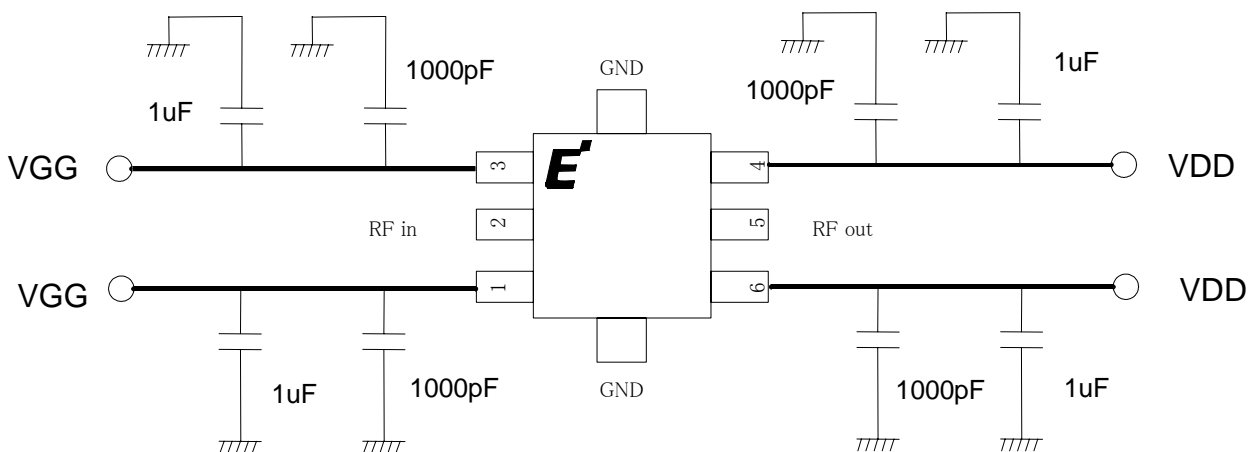 GND
1000pF
1uF
1uF
1000pF
VGG
3
E
4
VDD
RF in
2
5
RF out
VGG
1
6
VDD
1uF
1000pF
GND
1000pF
1uF